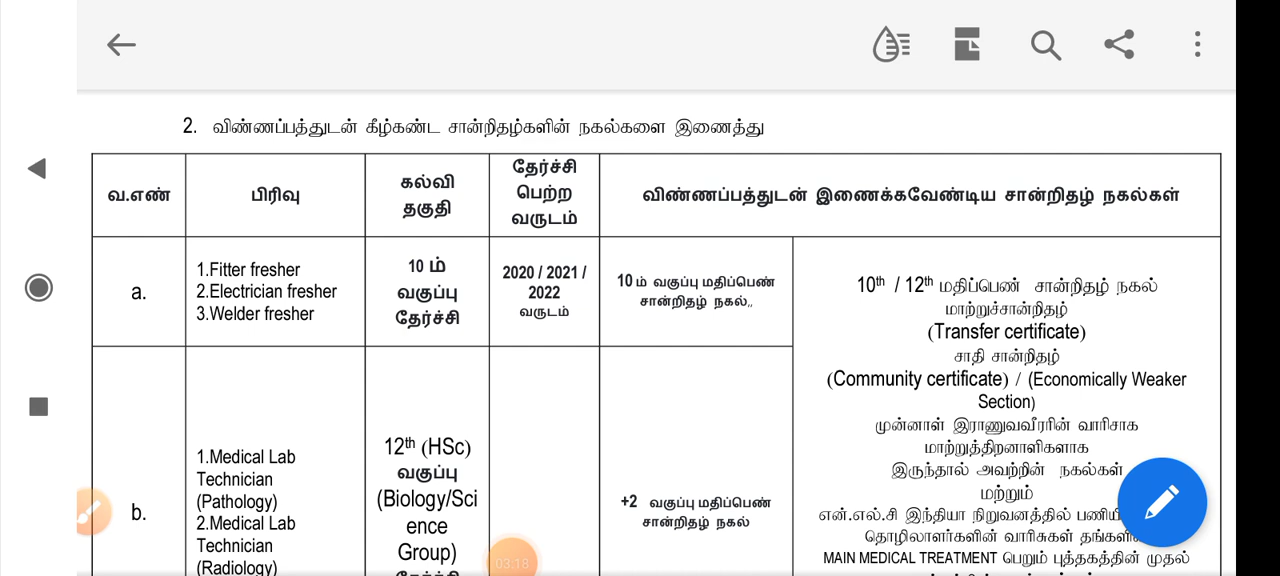 2. விண்ணப்பத்துடன் கீழ்கண்ட சான்றிதழ்களின் நகல்களை இணைத்து
வ.எண்
பிரிவு
கல்வி
தகுதி
தேர்ச்சி
பெற்ற
வருடம்
விண்ணப்பத்துடன் இணைக்கவேண்டிய சான்றிதழ் நகல்கள்
a.
1.Fitter fresher
2.Electrician fresher
3.Welder fresher
10 ம்
வகுப்பு
தேர்ச்சி
2020 / 2021 /
2022
வருடம்
10 ம் வகுப்பு மதிப்பெண்
சான்றிதழ் நகல்,,
10th / 12th மதிப்பெண் சான்றிதழ் நகல்
மாற்றுச்சான்றிதழ்
(Transfer certificate)
சாதி சான்றிதழ்
(Community certificate) / (Economically Weaker
Section)
முன்னாள் இராணுவவீரரின் வாரிசாக
மாற்றுத்திறனாளிகளாக
இருந்தால் அவற்றின் நகல்கள்
மற்றும்
என்.எல்.சி இந்தியா நிறுவனத்தில்
தொழிலாளர்களின் வாரிசுகள்
MAIN MEDICAL TREATMENT பெறும் புத்தகத்தின் முதல்
b.
1.Medical Lab
Technician
(Pathology)
2.Medical Lab
Technician
(Radiology)
12th (HSc)
வகுப்பு
(Biology/Sci
ence
Group)
+2 வகுப்பு மதிப்பெண்
சான்றிதழ் நகல்
03:18